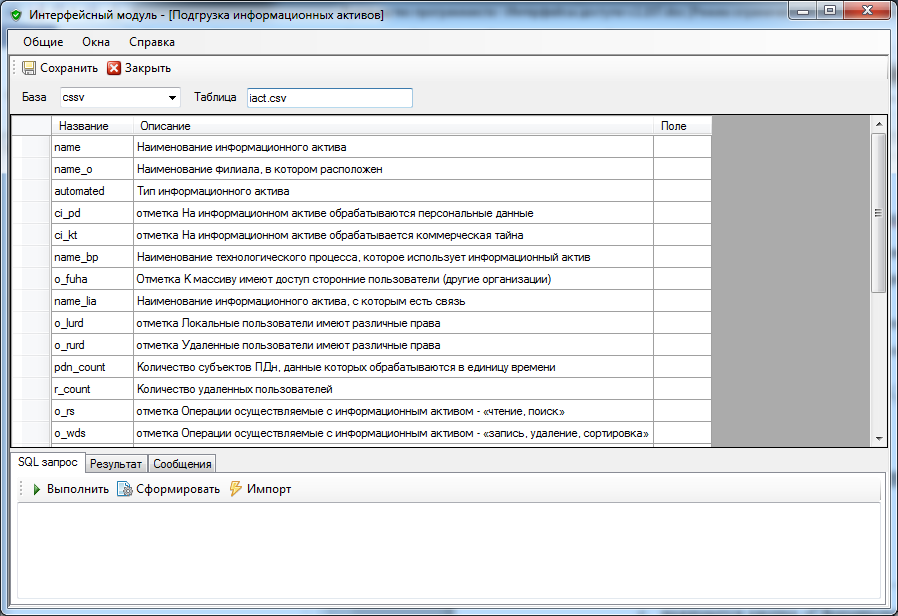 Интерфейсный модуль - [Подгрузка информационных активов]
Общие Окна Справка
Сохранить Закрыть
База cssv Таблица iact.csv
Название Описание Поле
name Наименование информационного актива
name_o Наименование филиала, в котором расположен
automated Тип информационного актива
ci_pd отметка На информационном активе обрабатываются персональные данные
ci_kt отметка На информационном активе обрабатывается коммерческая тайна
name_bp Наименование технологического процесса, которое использует информационный актив
o_fuha Отметка К массиву имеют доступ сторонние пользователи (другие организации)
name_lia Наименование информационного актива, с которым есть связь
o_lurd отметка Локальные пользователи имеют различные права
o_rurd отметка Удаленные пользователи имеют различные права
pdn_count Количество субъектов ПДн, данные которых обрабатываются в единицу времени
r_count Количество удаленных пользователей
o_rs отметка Операции осуществляемые с информационным активом - «чтение, поиск»
o_wds отметка Операции осуществляемые с информационным активом - «запись, удаление, сортировка»
SQL запрос Результат Сообщения
Выполнить Сформировать Импорт